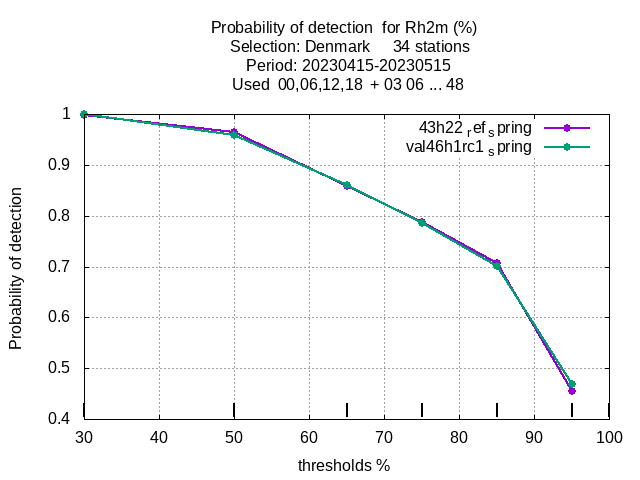 Probability of detection  for Rh2m (%)
Selection: Denmark     34 stations
Period: 20230415-20230515
Used  00,06,12,18  + 03 06 ... 48
43h22 ref spring
val46h1rc1 spring
Probability of detection
1
0.9
0.8
0.7
0.6
0.5
0.4
30 40 50 60 70 80 90 100
thresholds %